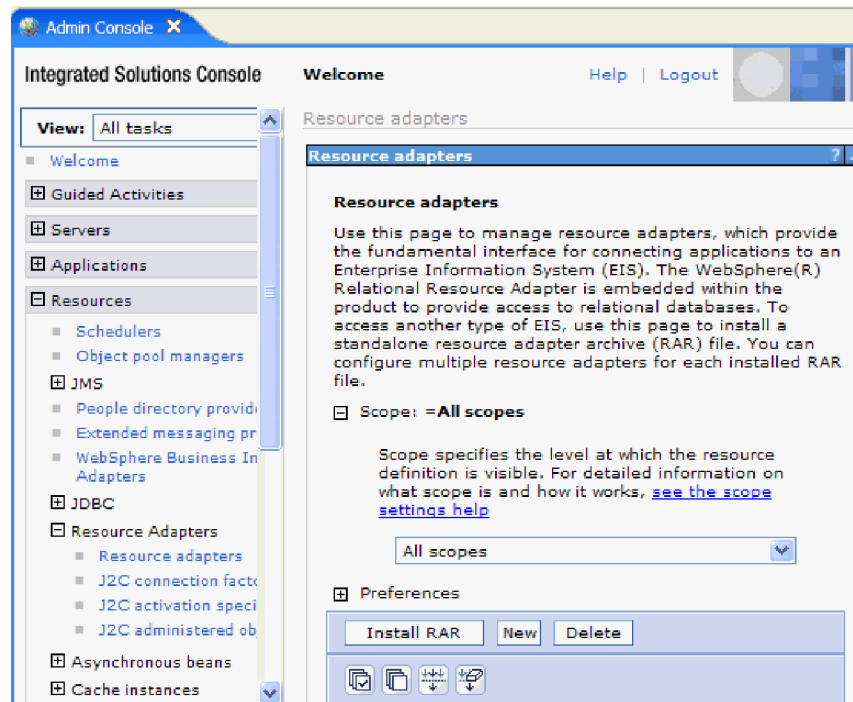 Admin Console
Integrated Solutions Console
Welcome
Help | Logout
View: All tasks
Welcome
Guided Activities
Servers
Applications
Resources
Schedulers
Object pool managers
JMS
People directory provid
Extended messaging pr
WebSphere Business In
Adapters
JDBC
Resource Adapters
Resource adapters
J2C connection facto
J2C activation speci
J2C administered ob
Asynchronous beans
Cache instances
Resource adapters
Resource adapters ?
Resource adapters
Use this page to manage resource adapters, which provide
the fundamental interface for connecting applications to an
Enterprise Information System (EIS). The WebSphere(R)
Relational Resource Adapter is embedded within the
product to provide access to relational databases. To
access another type of EIS, use this page to install a
standalone resource adapter archive (RAR) file. You can
configure multiple resource adapters for each installed RAR
file.
Scope: =All scopes
Scope specifies the level at which the resource
definition is visible. For detailed information on
what scope is and how it works, see the scope
settings help
All scopes
Preferences
Install RAR New Delete